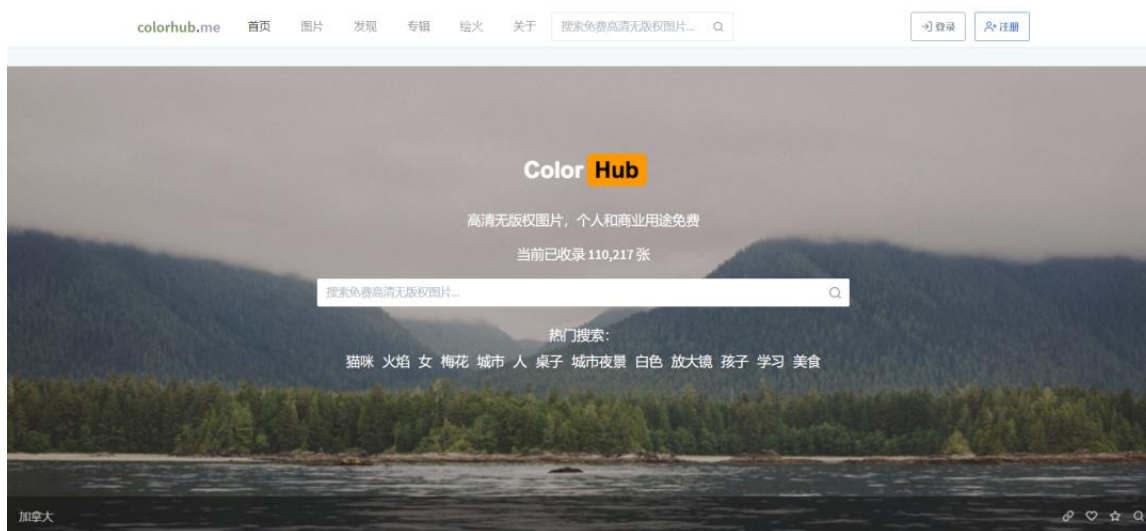 colorhub.me 首页 图片 发现 专辑 绘火 关于 搜索免费高清无版权图片... 登录 注册
Color Hub
高清无版权图片，个人和商业用途免费
当前已收录 110,217 张
搜索免费高清无版权图片...
热门搜索：
猫咪 火焰 女 梅花 城市 人 桌子 城市夜景 白色 放大镜 孩子 学习 美食
加拿大